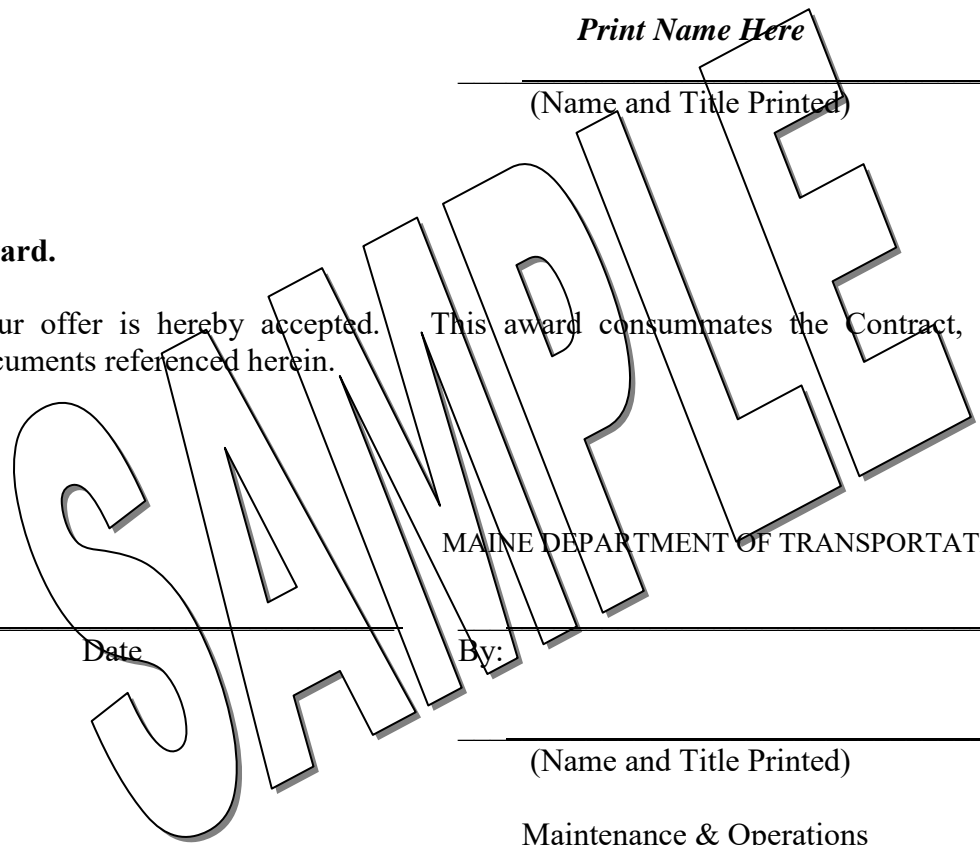 Print Name Here
(Name and Title Printed)
ard.
ur offer is hereby accepted. This award consummates the Contract,
cuments referenced herein.
SAMPLE
MAINE DEPARTMENT OF TRANSPORTAT
Date By:
(Name and Title Printed)
Maintenance & Operations